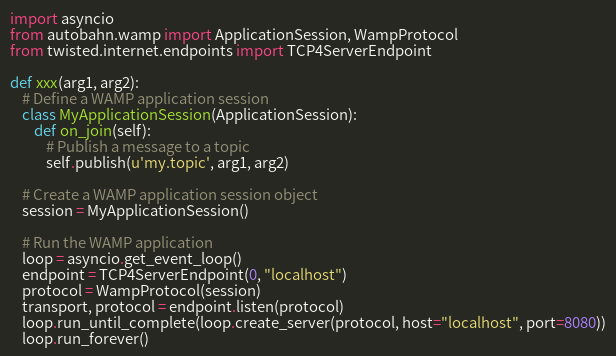 import asyncio
from autobahn.wamp import ApplicationSession, WampProtocol
from twisted.internet.endpoints import TCP4ServerEndpoint

def xxx(arg1, arg2):
    # Define a WAMP application session
    class MyApplicationSession(ApplicationSession):
        def on_join(self):
            # Publish a message to a topic
            self.publish(u'my.topic', arg1, arg2)

    # Create a WAMP application session object
    session = MyApplicationSession()

    # Run the WAMP application
    loop = asyncio.get_event_loop()
    endpoint = TCP4ServerEndpoint(0, "localhost")
    protocol = WampProtocol(session)
    transport, protocol = endpoint.listen(protocol)
    loop.run_until_complete(loop.create_server(protocol, host="localhost", port=8080))
    loop.run_forever()